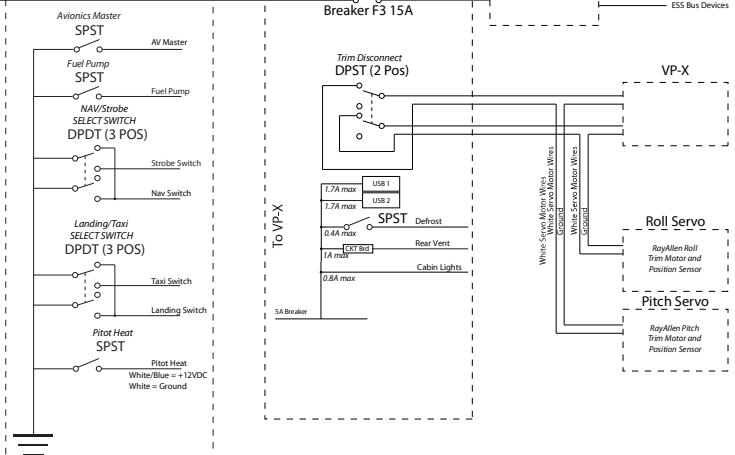 Breaker F3 15A
ESS Bus Devices
Avionics Master
SPST
AV Master
Fuel Pump
SPST
Fuel Pump
NAV/Strobe
SELECT SWITCH
DPDT (3 POS)
Strobe Switch
Nav Switch
Landing/Taxi
SELECT SWITCH
DPDT (3 POS)
Taxi Switch
Landing Switch
Pitot Heat
SPST
Pitot Heat
White/Blue = +12VDC
White = Ground
Trim Disconnect
DPST (2 Pos)
To VP-X
USB 1
1.7A max
USB 2
1.7A max
SPST
Defrost
0.4A max
CKT Brd
Rear Vent
1A max
Cabin Lights
0.8A max
5A Breaker
VP-X
White Servo Motor Wires
White Servo Motor Wires
Ground
White Servo Motor Wires
Ground
Roll Servo
RayAllen Roll
Trim Motor and
Position Sensor
Pitch Servo
RayAllen Pitch
Trim Motor and
Position Sensor